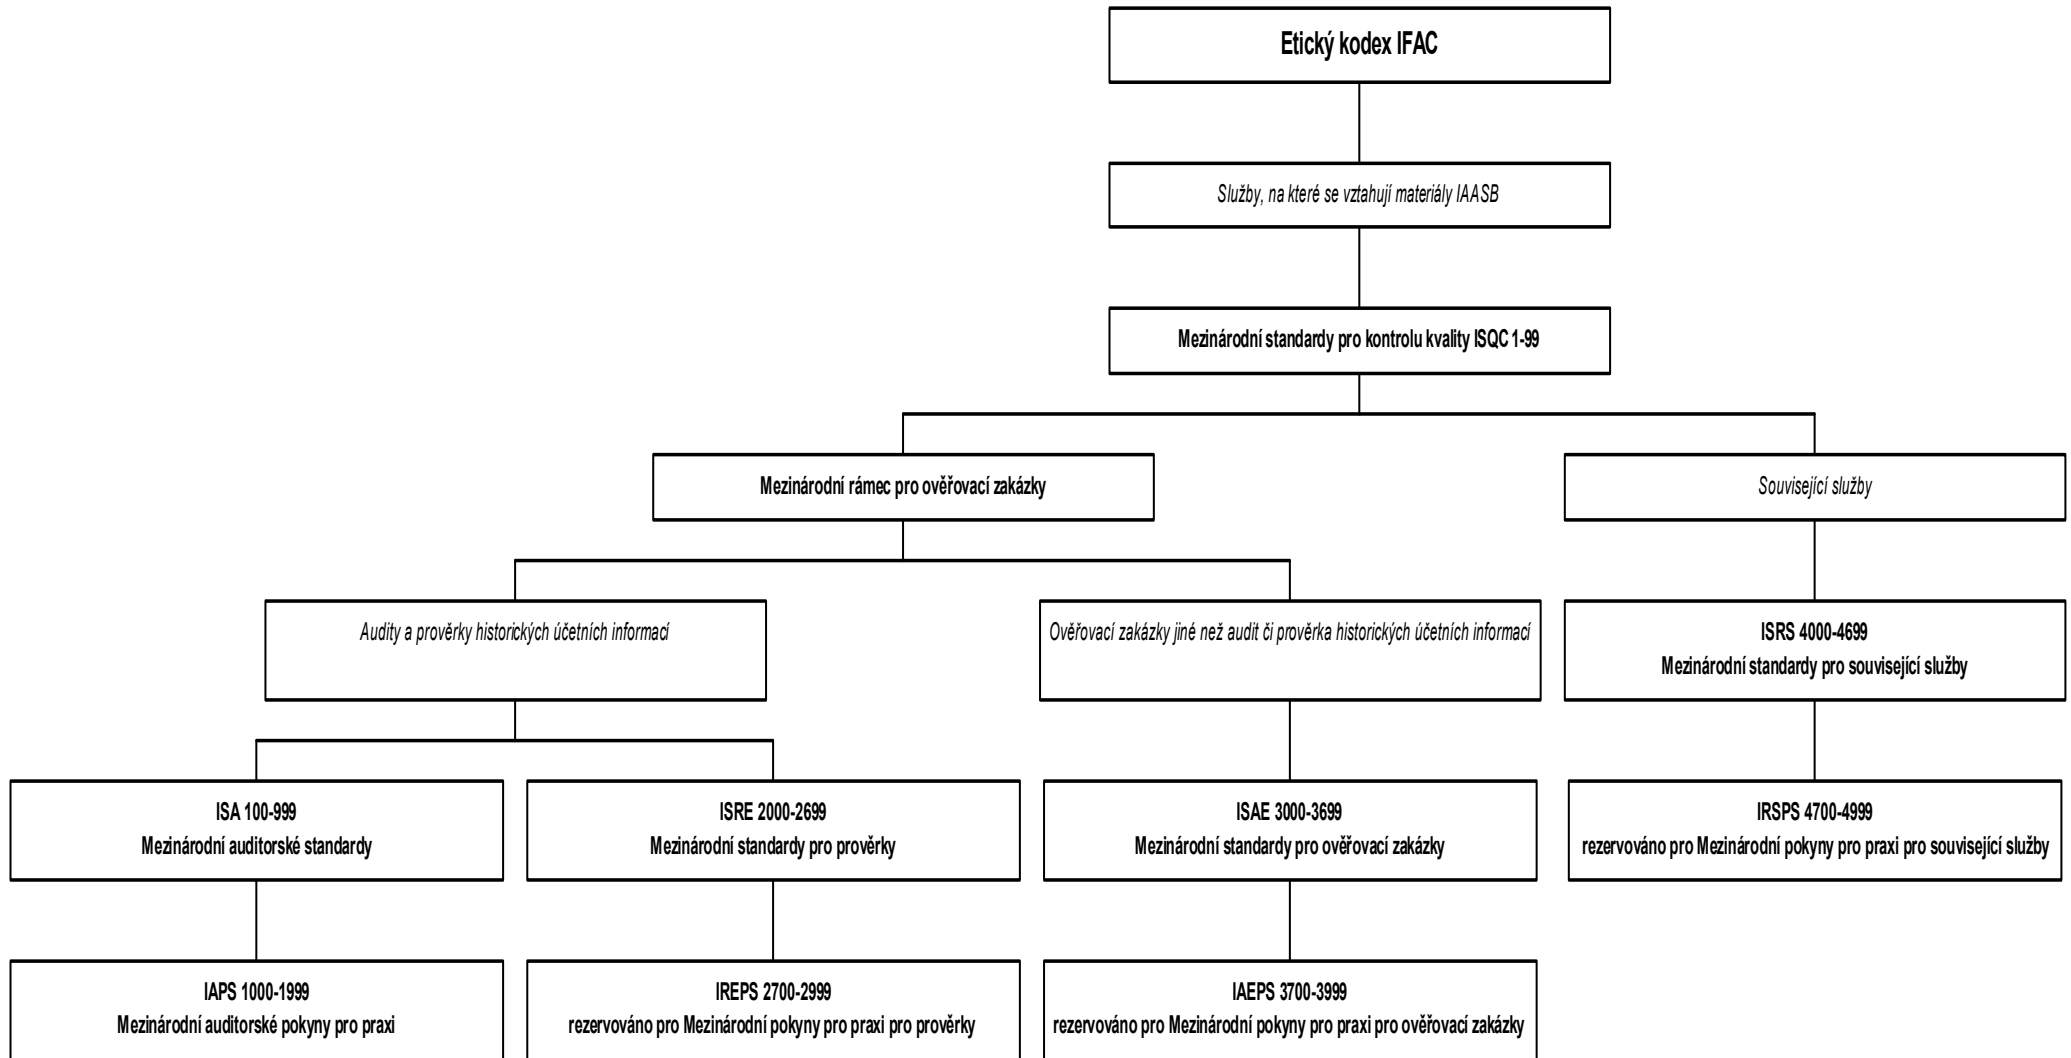 Etický kodex IFAC
Služby, na které se vztahují materiály IAASB
Mezinárodní standardy pro kontrolu kvality ISQC 1-99
Mezinárodní rámec pro ověřovací zakázky
Související služby
Audity a prověrky historických účetních informací
Ověřovací zakázky jiné než audit či prověrka historických účetních informací
ISRS 4000-4699
Mezinárodní standardy pro související služby
ISA 100-999
Mezinárodní auditorské standardy
ISRE 2000-2699
Mezinárodní standardy pro prověrky
ISAE 3000-3699
Mezinárodní standardy pro ověřovací zakázky
IRSPS 4700-4999
rezervováno pro Mezinárodní pokyny pro praxi pro související služby
IAPS 1000-1999
Mezinárodní auditorské pokyny pro praxi
IREPS 2700-2999
rezervováno pro Mezinárodní pokyny pro praxi pro prověrky
IAEPS 3700-3999
rezervováno pro Mezinárodní pokyny pro praxi pro ověřovací zakázky